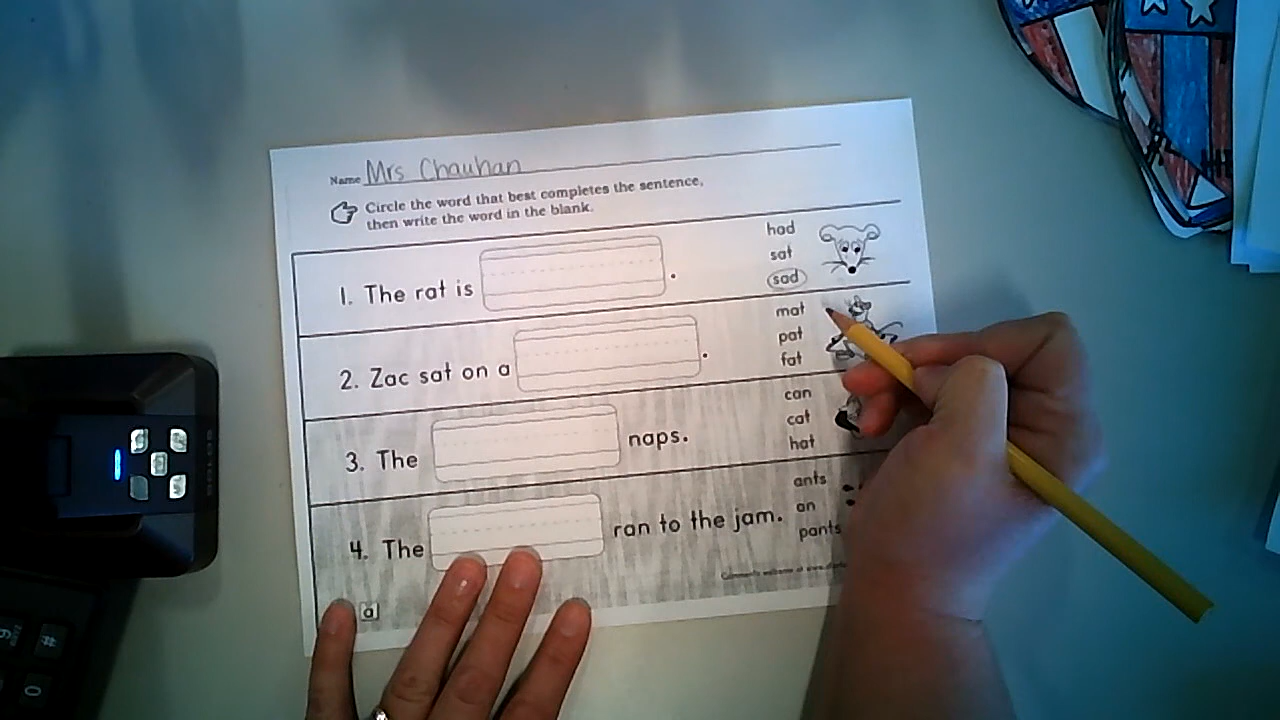 Name Mrs Chauhan
Circle the word that best completes the sentence,
then write the word in the blank.
1. The rat is .
had
sat
sad
2. Zac sat on a .
mat
pat
fat
3. The naps.
can
cat
hat
4. The ran to the jam.
ants
an
pants
a
#
0